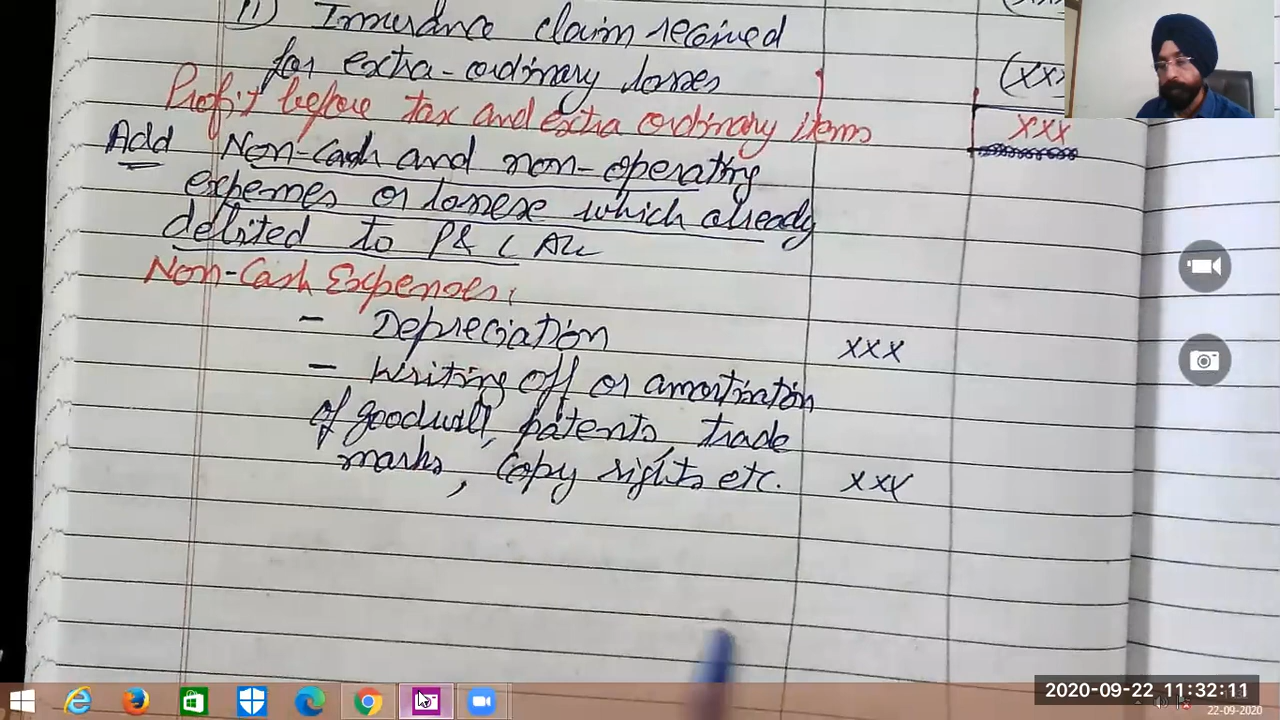 ii) Insurance claim received
for extra-ordinary losses
(xxx
Profit before tax and extra ordinary items xxx
Add Non-Cash and non-operating
expenses or losses which already
debited to P & L A/c
Non-Cash Expenses:
- Depreciation xxx
- Writing off or amortization
of goodwill, patents, trade
marks, Copy rights etc. xxx
2020-09-22 11:32:11
22-09-2020